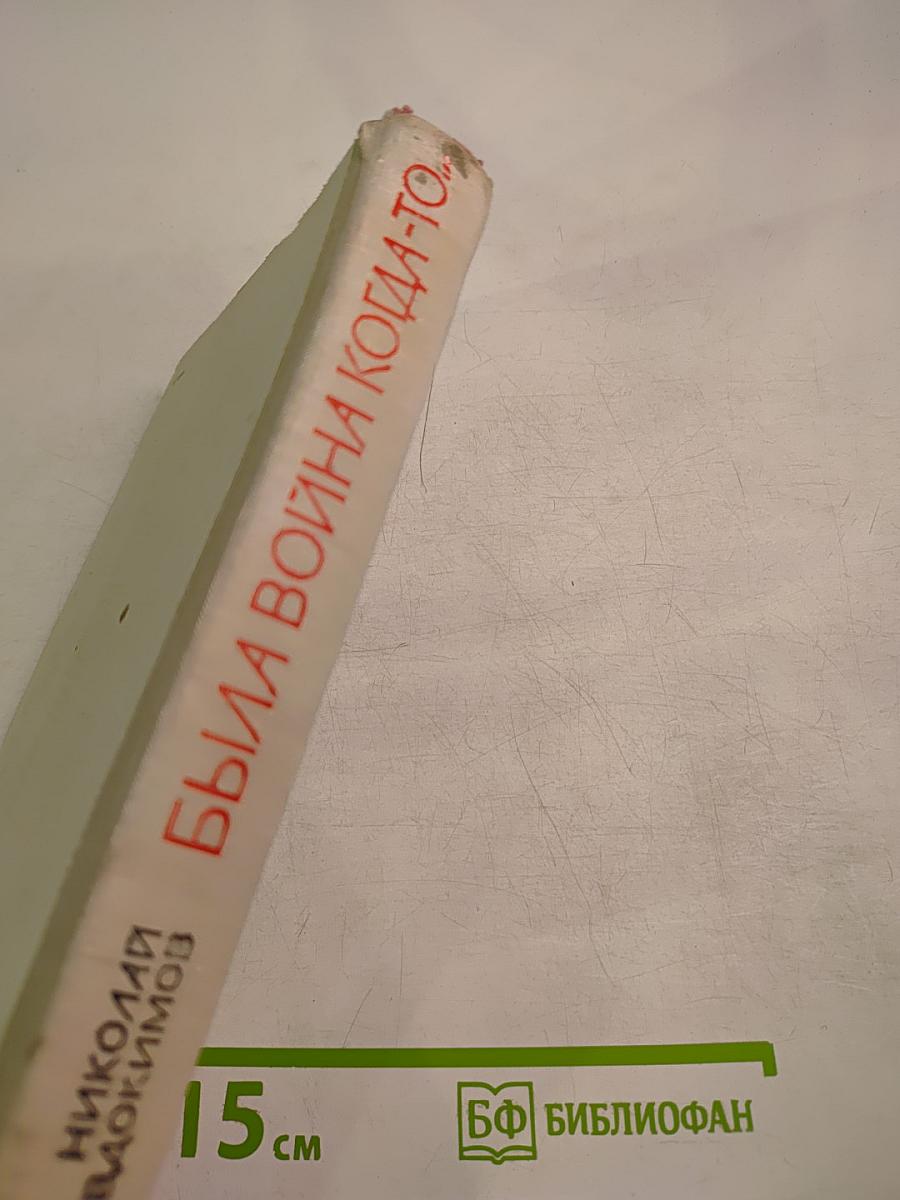 БЫЛА ВОЙНА КОГДА-ТО...
НИКОЛАЙ
ЕВДОКИМОВ
15 см
БФ БИБЛИОФАН